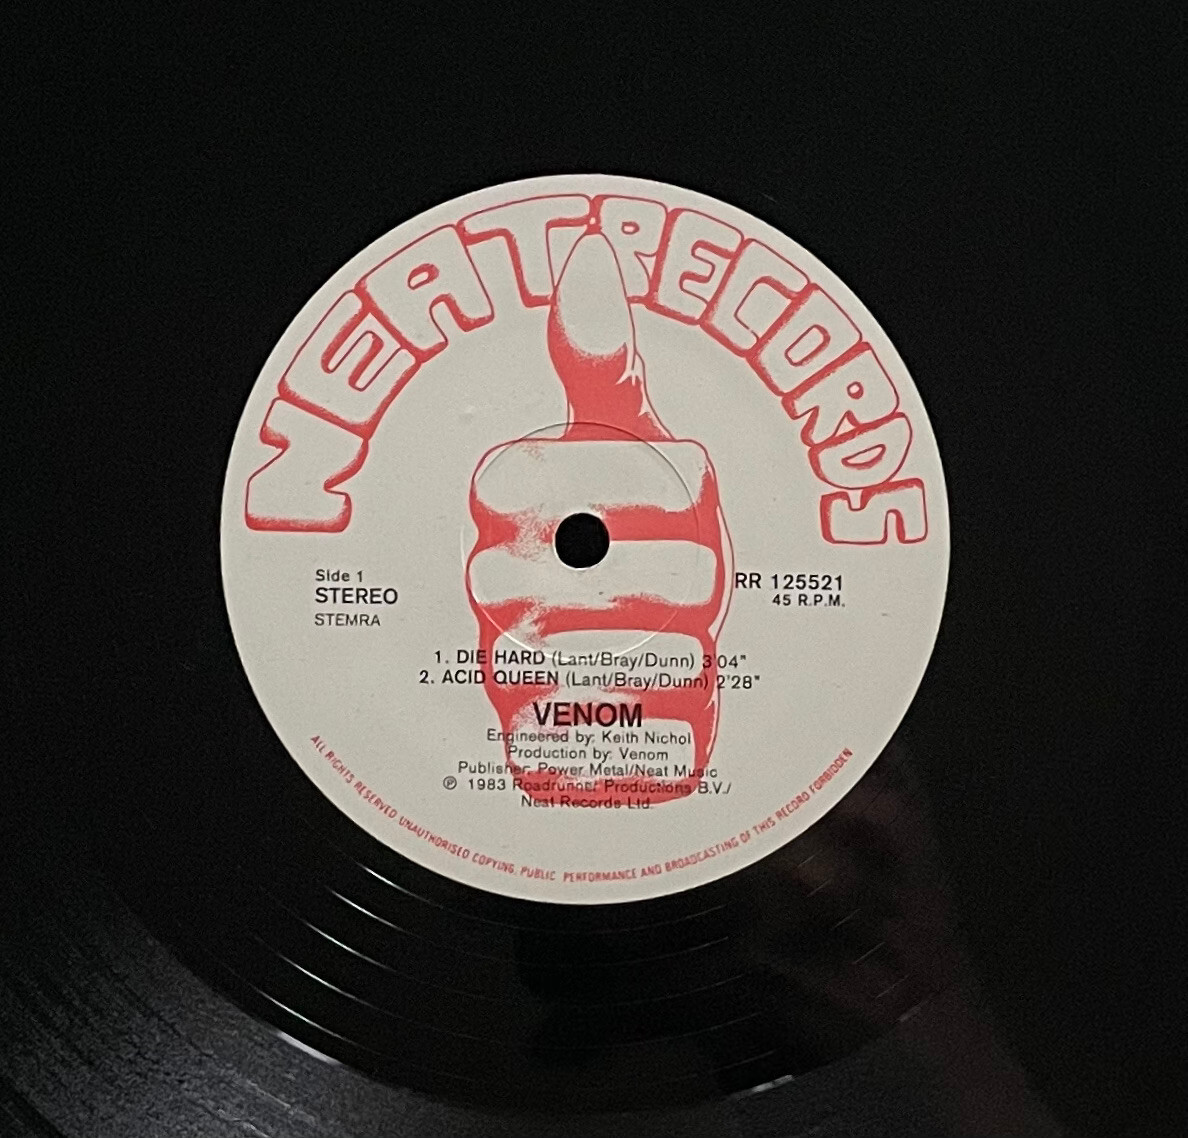 NEAT RECORDS
Side 1
STEREO
STEMRA
RR 125521
45 R.P.M.
1. DIE HARD (Lant/Bray/Dunn) 3'04"
2. ACID QUEEN (Lant/Bray/Dunn) 2'28"
VENOM
Engineered by: Keith Nichol
Production by: Venom
Publisher: Power Metal/Neat Music
℗ 1983 Roadrunner Productions B.V./
Neat Records Ltd.
ALL RIGHTS RESERVED UNAUTHORISED COPYING, PUBLIC PERFORMANCE AND BROADCASTING OF THIS RECORD FORBIDDEN